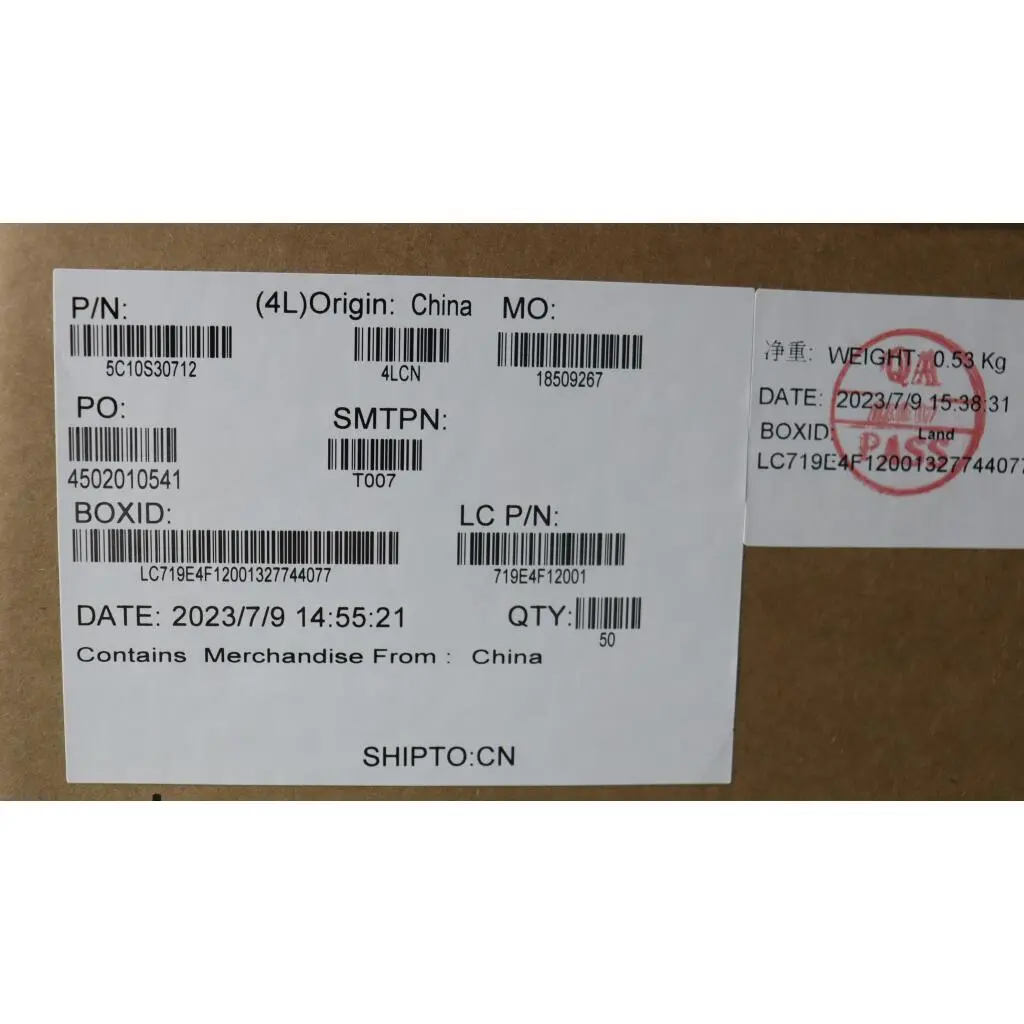 P/N: (4L)Origin: China MO:
5C10S30712 4LCN 18509267
PO: SMTPN:
4502010541 T007
BOXID: LC P/N:
LC719E4F12001327744077 719E4F12001
DATE: 2023/7/9 14:55:21 QTY:
50
Contains Merchandise From : China
SHIPTO:CN
净重: WEIGHT: 0.53 Kg
DATE: 2023/7/9 15:38:31
BOXID: Land
LC719E4F12001327744077
QA
PASS